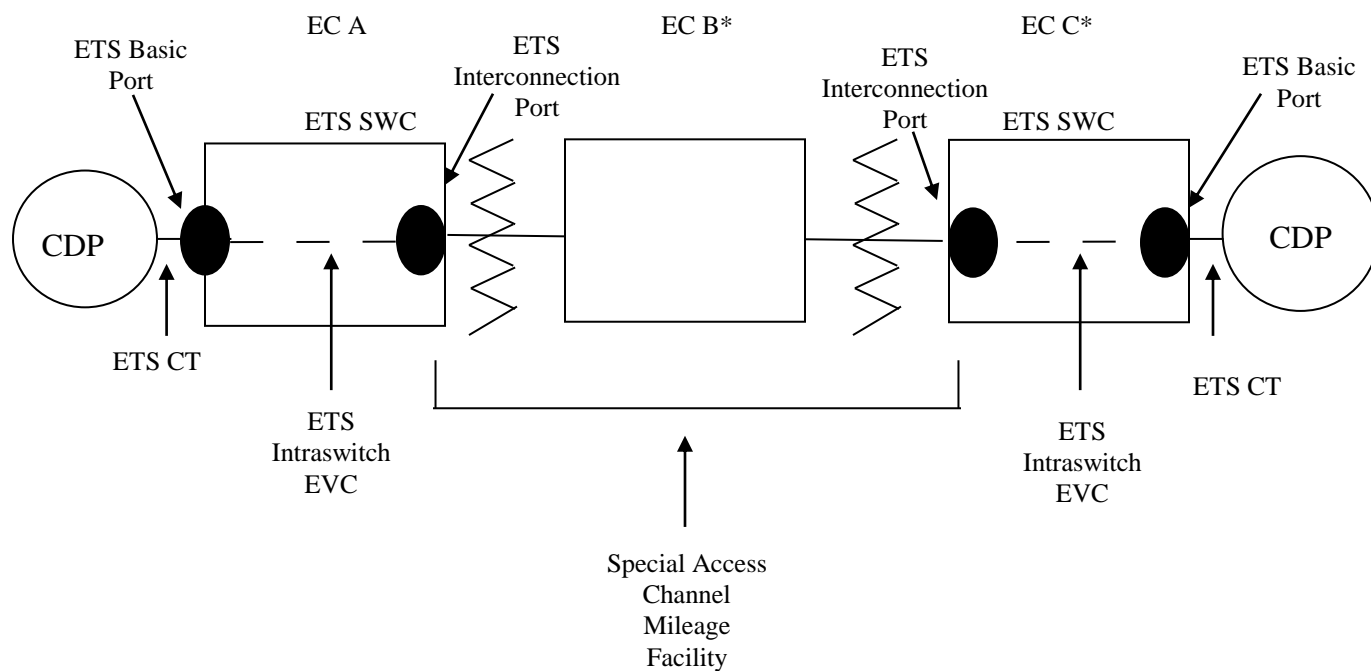 EC A
EC B*
EC C*
ETS Basic
Port
ETS
Interconnection
Port
ETS
Interconnection
Port
ETS Basic
Port
ETS SWC
ETS SWC
CDP
CDP
ETS CT
ETS CT
ETS
Intraswitch
EVC
ETS
Intraswitch
EVC
Special Access
Channel
Mileage
Facility